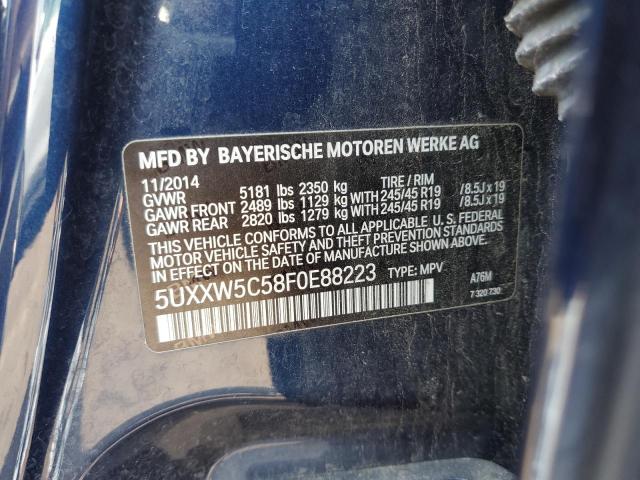 MFD BY BAYERISCHE MOTOREN WERKE AG
11/2014 TIRE / RIM
GVWR 5181 lbs 2350 kg
GAWR FRONT 2489 lbs 1129 kg WITH 245/45 R19 /8.5J x 19
GAWR REAR 2820 lbs 1279 kg WITH 245/45 R19 /8.5J x 19
THIS VEHICLE CONFORMS TO ALL APPLICABLE U. S. FEDERAL
MOTOR VEHICLE SAFETY AND THEFT PREVENTION STANDARDS
IN EFFECT ON THE DATE OF MANUFACTURE SHOWN ABOVE.
5UXXW5C58F0E88223 TYPE: MPV A76M
7 320 730